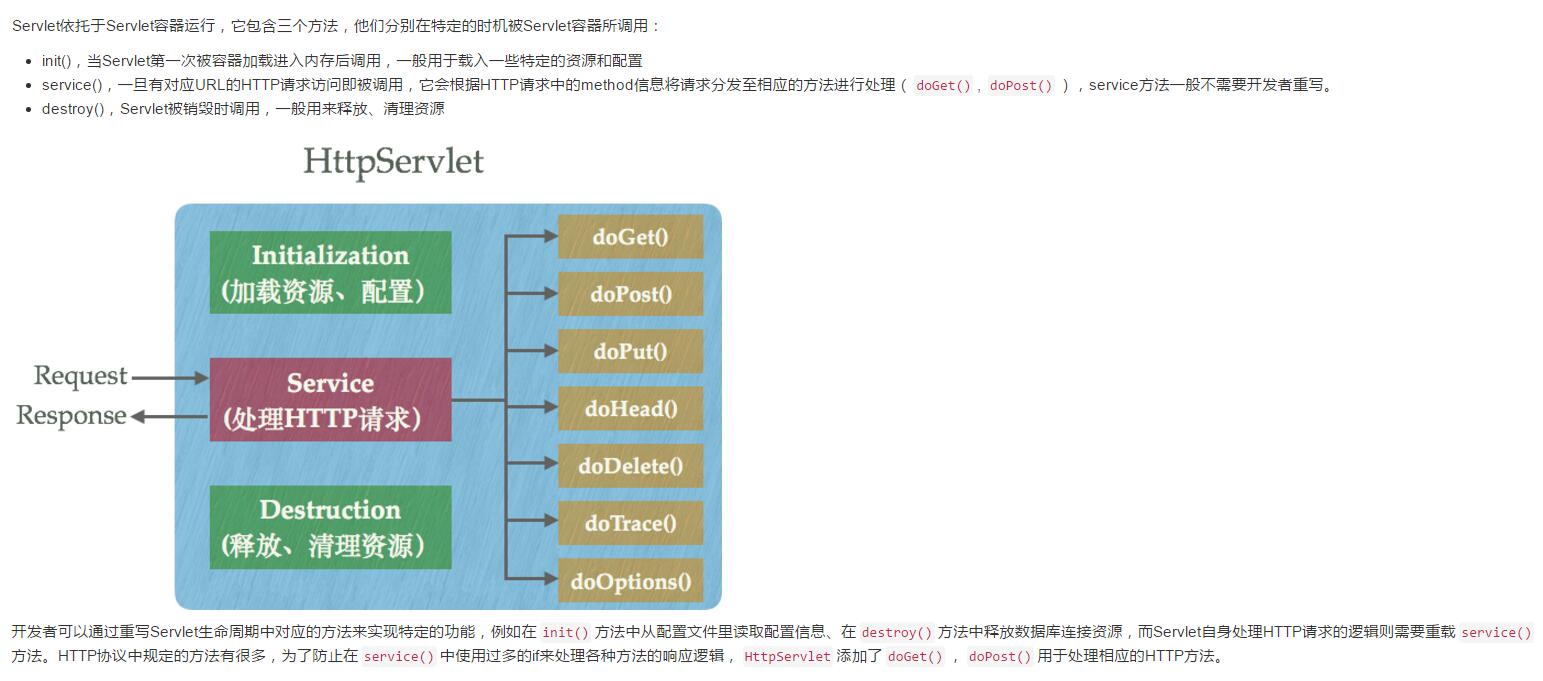 Servlet依托于Servlet容器运行，它包含三个方法，他们分别在特定的时机被Servlet容器所调用：
• init()，当Servlet第一次被容器加载进入内存后调用，一般用于载入一些特定的资源和配置
• service()，一旦有对应URL的HTTP请求访问即被调用，它会根据HTTP请求中的method信息将请求分发至相应的方法进行处理（ doGet()、doPost() ），service方法一般不需要开发者重写。
• destroy()，Servlet被销毁时调用，一般用来释放、清理资源
HttpServlet
Initialization
(加载资源、配置)
Request
Response
Service
(处理HTTP请求)
Destruction
(释放、清理资源)
doGet()
doPost()
doPut()
doHead()
doDelete()
doTrace()
doOptions()
开发者可以通过重写Servlet生命周期中对应的方法来实现特定的功能，例如在 init() 方法中从配置文件里读取配置信息、在 destroy() 方法中释放数据库连接资源，而Servlet自身处理HTTP请求的逻辑则需要重载 service()
方法。HTTP协议中规定的方法有很多，为了防止在 service() 中使用过多的if来处理各种方法的响应逻辑， HttpServlet 添加了 doGet() ， doPost() 用于处理相应的HTTP方法。